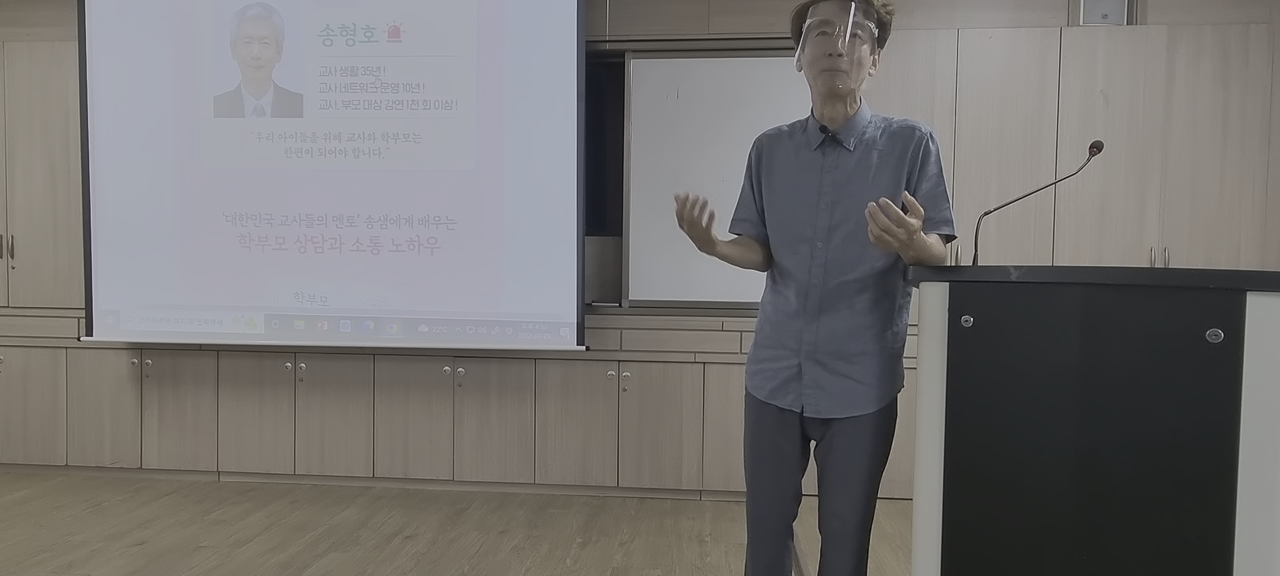 송형호
교사 생활 35년!
교사 네트워크 운영 10년!
교사, 부모 대상 강연 1천 회 이상!
"우리 아이들을 위해 교사와 학부모는
한편이 되어야 합니다."
'대한민국 교사들의 멘토' 송샘에게 배우는
학부모 상담과 소통 노하우
학부모
22°C